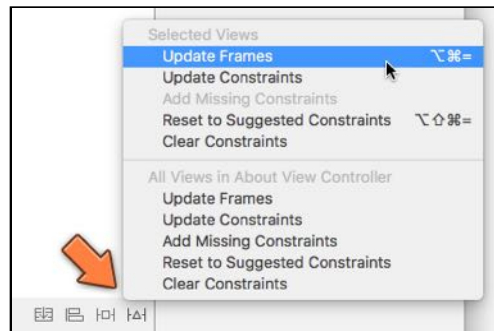 Selected Views
Update Frames ⌥⌘=
Update Constraints
Add Missing Constraints
Reset to Suggested Constraints ⌥⇧⌘=
Clear Constraints
All Views in About View Controller
Update Frames
Update Constraints
Add Missing Constraints
Reset to Suggested Constraints
Clear Constraints